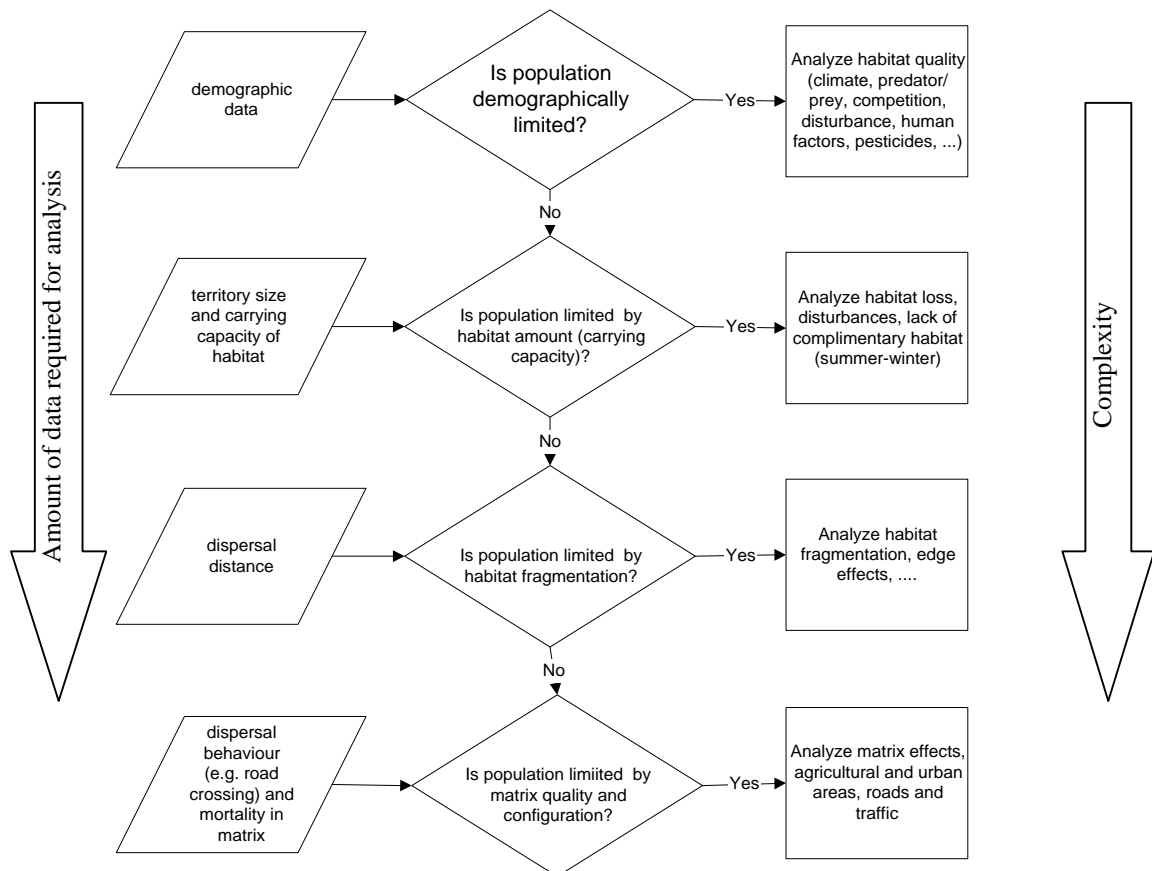 Amount of data required for analysis
demographic
data
Is population
demographically
limited?
Yes
Analyze habitat quality
(climate, predator/
prey, competition,
disturbance, human
factors, pesticides, ...)
No
territory size
and carrying
capacity of
habitat
Is population limited by
habitat amount (carrying
capacity)?
Yes
Analyze habitat loss,
disturbances, lack of
complimentary habitat
(summer-winter)
No
dispersal
distance
Is population limited by
habitat fragmentation?
Yes
Analyze habitat
fragmentation, edge
effects, ....
No
dispersal
behaviour
(e.g. road
crossing) and
mortality in
matrix
Is population limiited by
matrix quality and
configuration?
Yes
Analyze matrix effects,
agricultural and urban
areas, roads and
traffic
Complexity